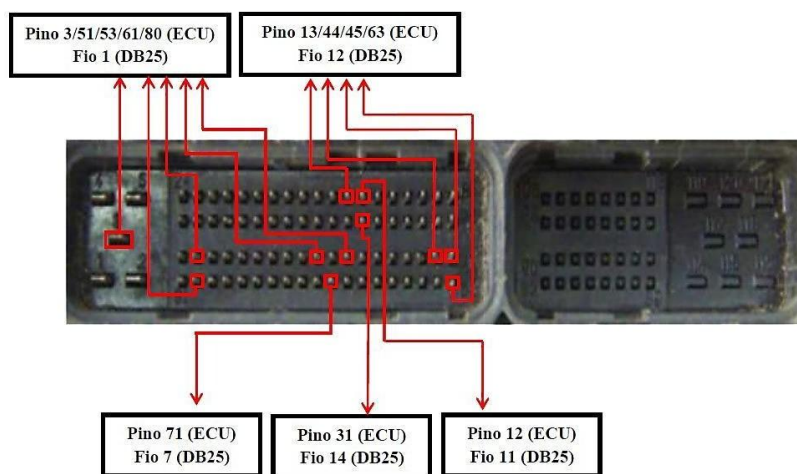 Pino 3/51/53/61/80 (ECU)
Fio 1 (DB25)
Pino 13/44/45/63 (ECU)
Fio 12 (DB25)
Pino 71 (ECU)
Fio 7 (DB25)
Pino 31 (ECU)
Fio 14 (DB25)
Pino 12 (ECU)
Fio 11 (DB25)